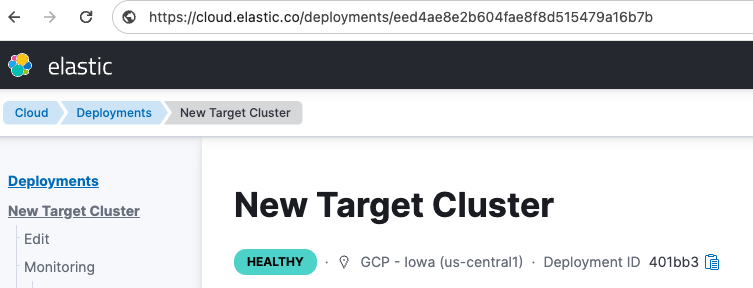 https://cloud.elastic.co/deployments/eed4ae8e2b604fae8f8d515479a16b7b
elastic
Cloud Deployments New Target Cluster
Deployments
New Target Cluster
Edit
Monitoring
New Target Cluster
HEALTHY · GCP - Iowa (us-central1) · Deployment ID 401bb3